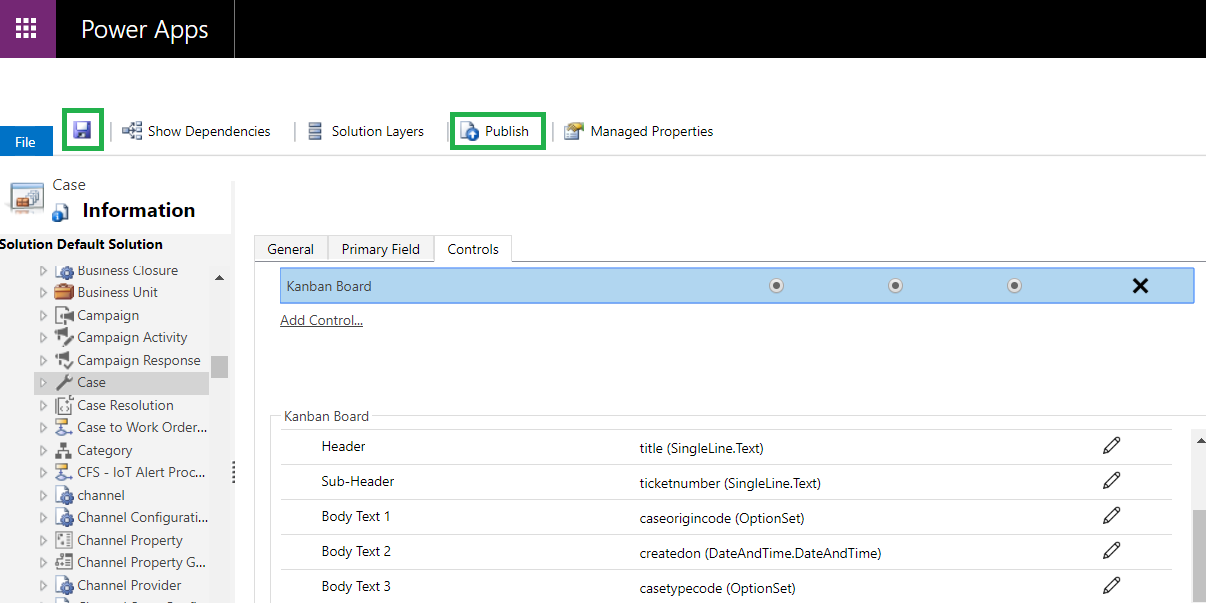 Power Apps
File
Show Dependencies
Solution Layers
Publish
Managed Properties
Case
Information
Solution Default Solution
Business Closure
Business Unit
Campaign
Campaign Activity
Campaign Response
Case
Case Resolution
Case to Work Order...
Category
CFS - IoT Alert Proc...
channel
Channel Configurati...
Channel Property
Channel Property G...
Channel Provider
General Primary Field Controls
Kanban Board
Add Control...
Kanban Board
Header title (SingleLine.Text)
Sub-Header ticketnumber (SingleLine.Text)
Body Text 1 caseorigincode (OptionSet)
Body Text 2 createdon (DateAndTime.DateAndTime)
Body Text 3 casetypecode (OptionSet)